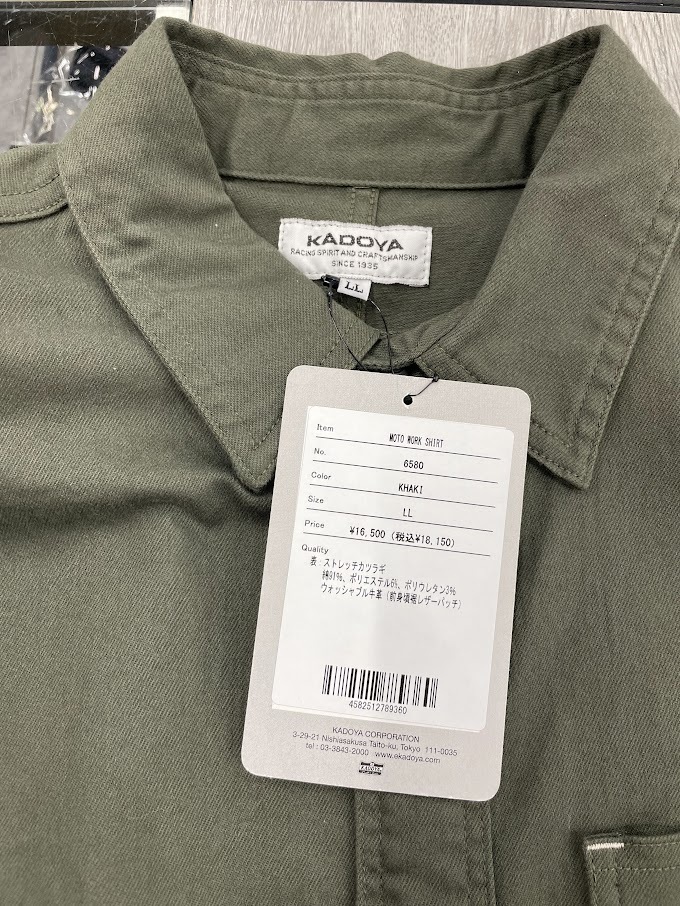 KADOYA
RACING SPIRIT AND CRAFTSMANSHIP
SINCE 1935
LL
Item MOTO WORK SHIRT
No. 6580
Color KHAKI
Size LL
Price ¥16,500 (税込¥18,150)
Quality
表：ストレッチカツラギ
綿91%、ポリエステル6%、ポリウレタン3%
ウォッシャブル牛革（前身頃裾レザーパッチ）
4582512789360
KADOYA CORPORATION
3-29-21 Nishiasakusa Taito-ku, Tokyo 111-0035
tel : 03-3843-2000 www.ekadoya.com
KADOYA